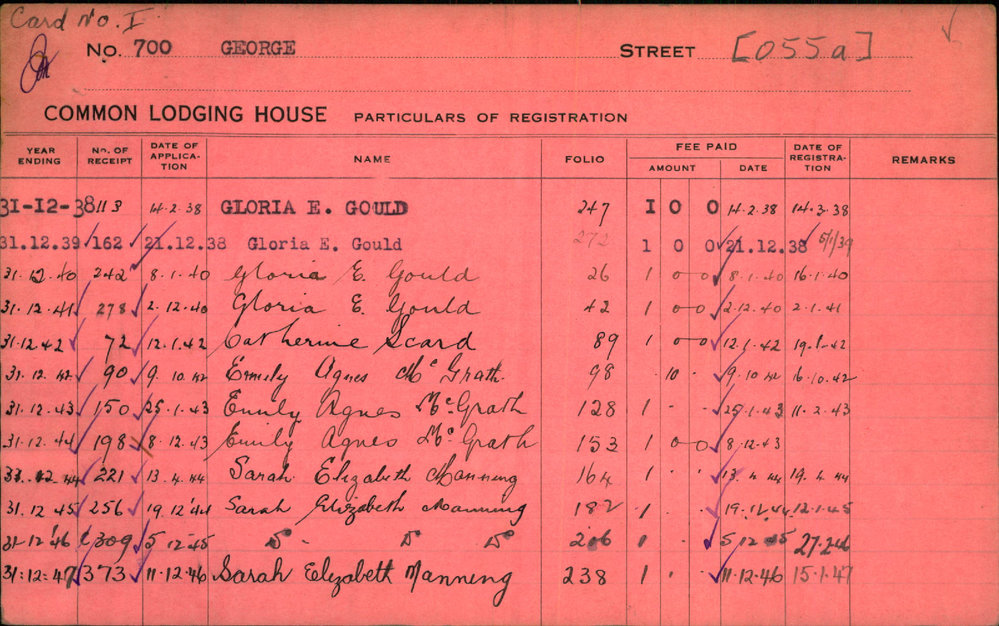 Card No. I
No. 700 GEORGE STREET [055a]
COMMON LODGING HOUSE PARTICULARS OF REGISTRATION
YEAR ENDING No. OF RECEIPT DATE OF APPLICATION NAME FOLIO FEE PAID AMOUNT DATE DATE OF REGISTRATION REMARKS
31-12-38 113 14.2.38 GLORIA E. GOULD 247 1 0 0 14.2.38 14.3.38
31.12.39 162 21.12.38 Gloria E. Gould 272 1 0 0 21.12.38 5/1/39
31.12.40 242 8.1.40 Gloria E. Gould 26 1 0 0 8.1.40 16.1.40
31.12.41 278 2.12.40 Gloria E. Gould 42 1 0 0 2.12.40 2.1.41
31.12.42 72 12.1.42 Catherine Scard 89 1 0 0 12.1.42 19.1.42
31.12.42 90 9.10.42 Emily Agnes McGrath 98 . 10 . 9.10.42 16.10.42
31.12.43 150 25.1.43 Emily Agnes McGrath 128 1 - - 25.1.43 11.2.43
31.12.44 198 8.12.43 Emily Agnes McGrath 153 1 0 0 8.12.43
12.44 221 13.4.44 Sarah Elizabeth Manning 164 1 . . 13.4.44 19.4.44
31.12.45 256 19.12.44 Sarah Elizabeth Manning 182 1 . . 19.12.44 12.1.45
31-12'46 309 5.12.45 D. D D 206 1 . . 5.12.45 27.2.46
31.12.47 373 11.12.46 Sarah Elizabeth Manning 238 1 . . 11.12.46 15.1.47